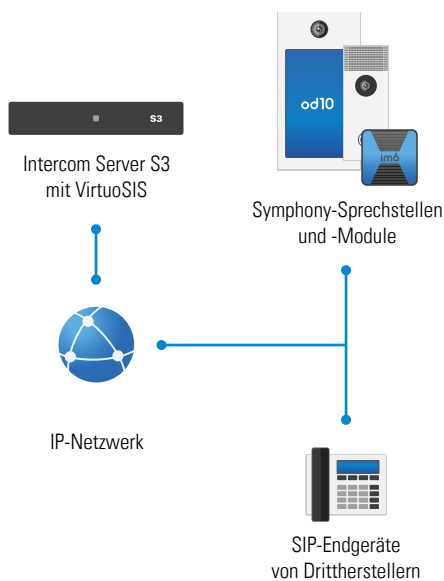 S3
Intercom Server S3
mit VirtuoSIS
od10
im6
Symphony-Sprechstellen
und -Module
IP-Netzwerk
SIP-Endgeräte
von Drittherstellern